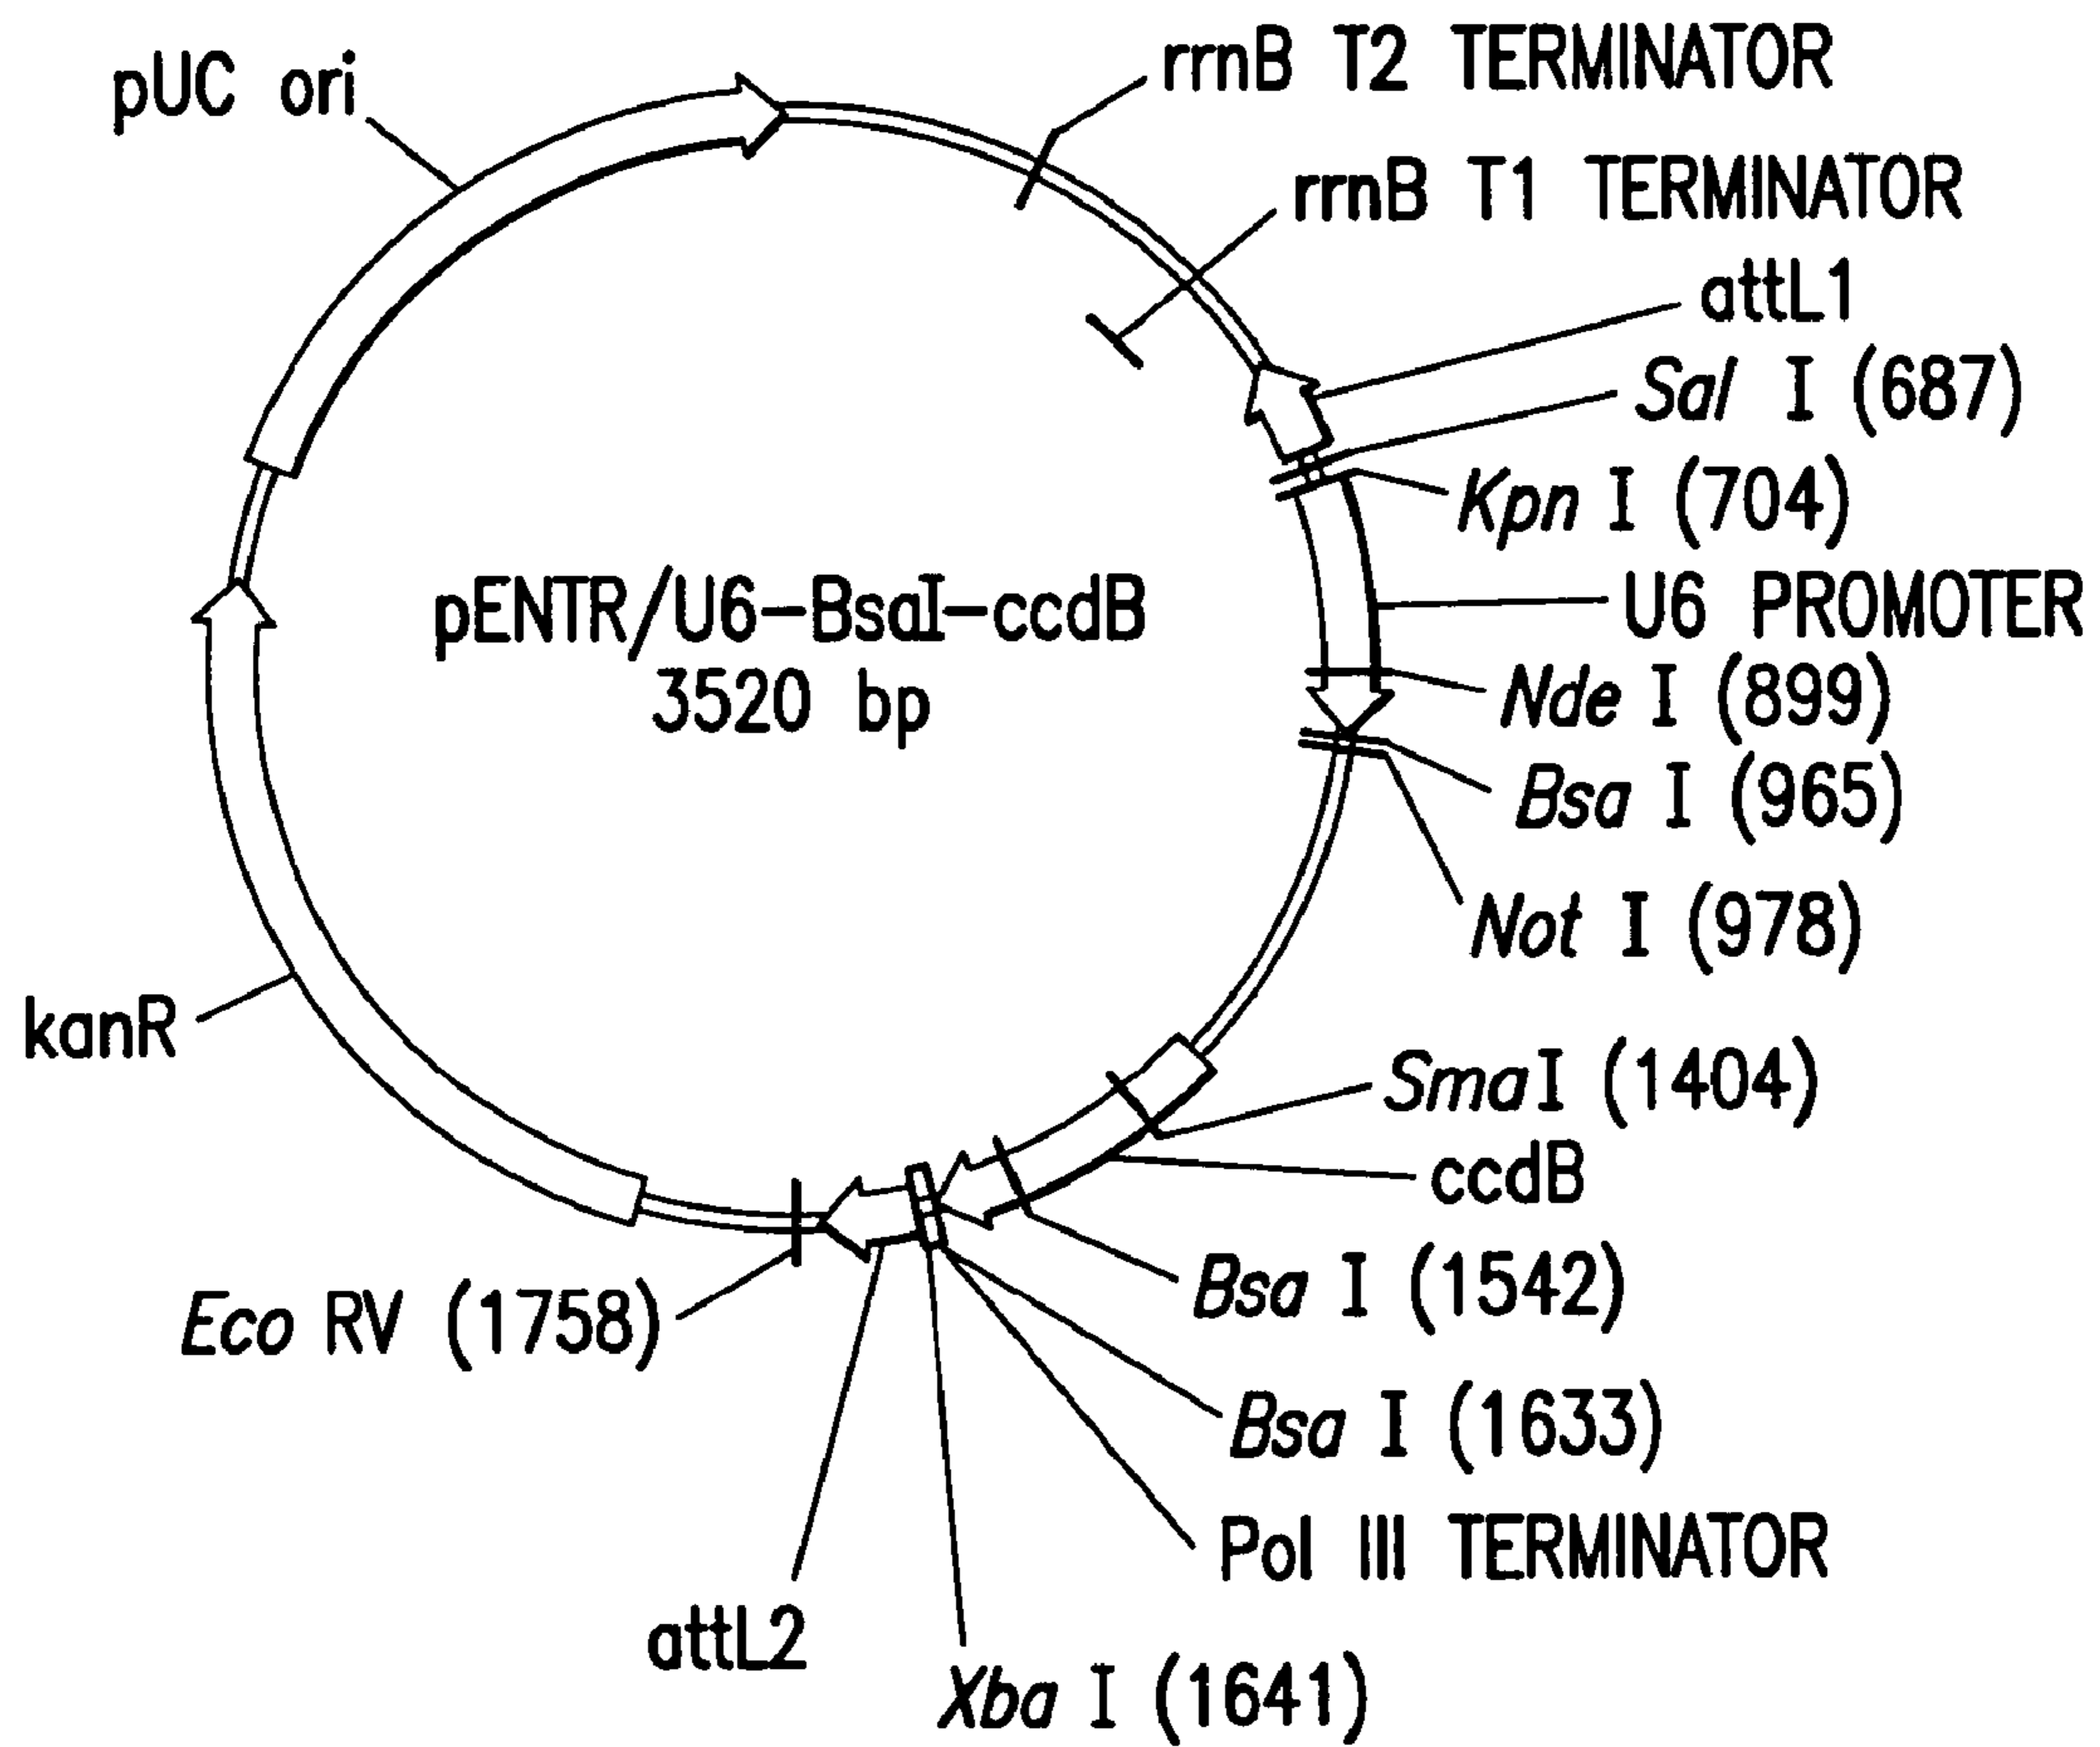 pUC ori
rrnB T2 TERMINATOR
rrnB T1 TERMINATOR
attL1
Sal I (687)
Kpn I (704)
pENTR/U6-BsaI-ccdB
3520 bp
U6 PROMOTER
Nde I (899)
Bsa I (965)
Not I (978)
kanR
SmaI (1404)
ccdB
Bsa I (1542)
Eco RV (1758)
Bsa I (1633)
Pol III TERMINATOR
attL2
Xba I (1641)